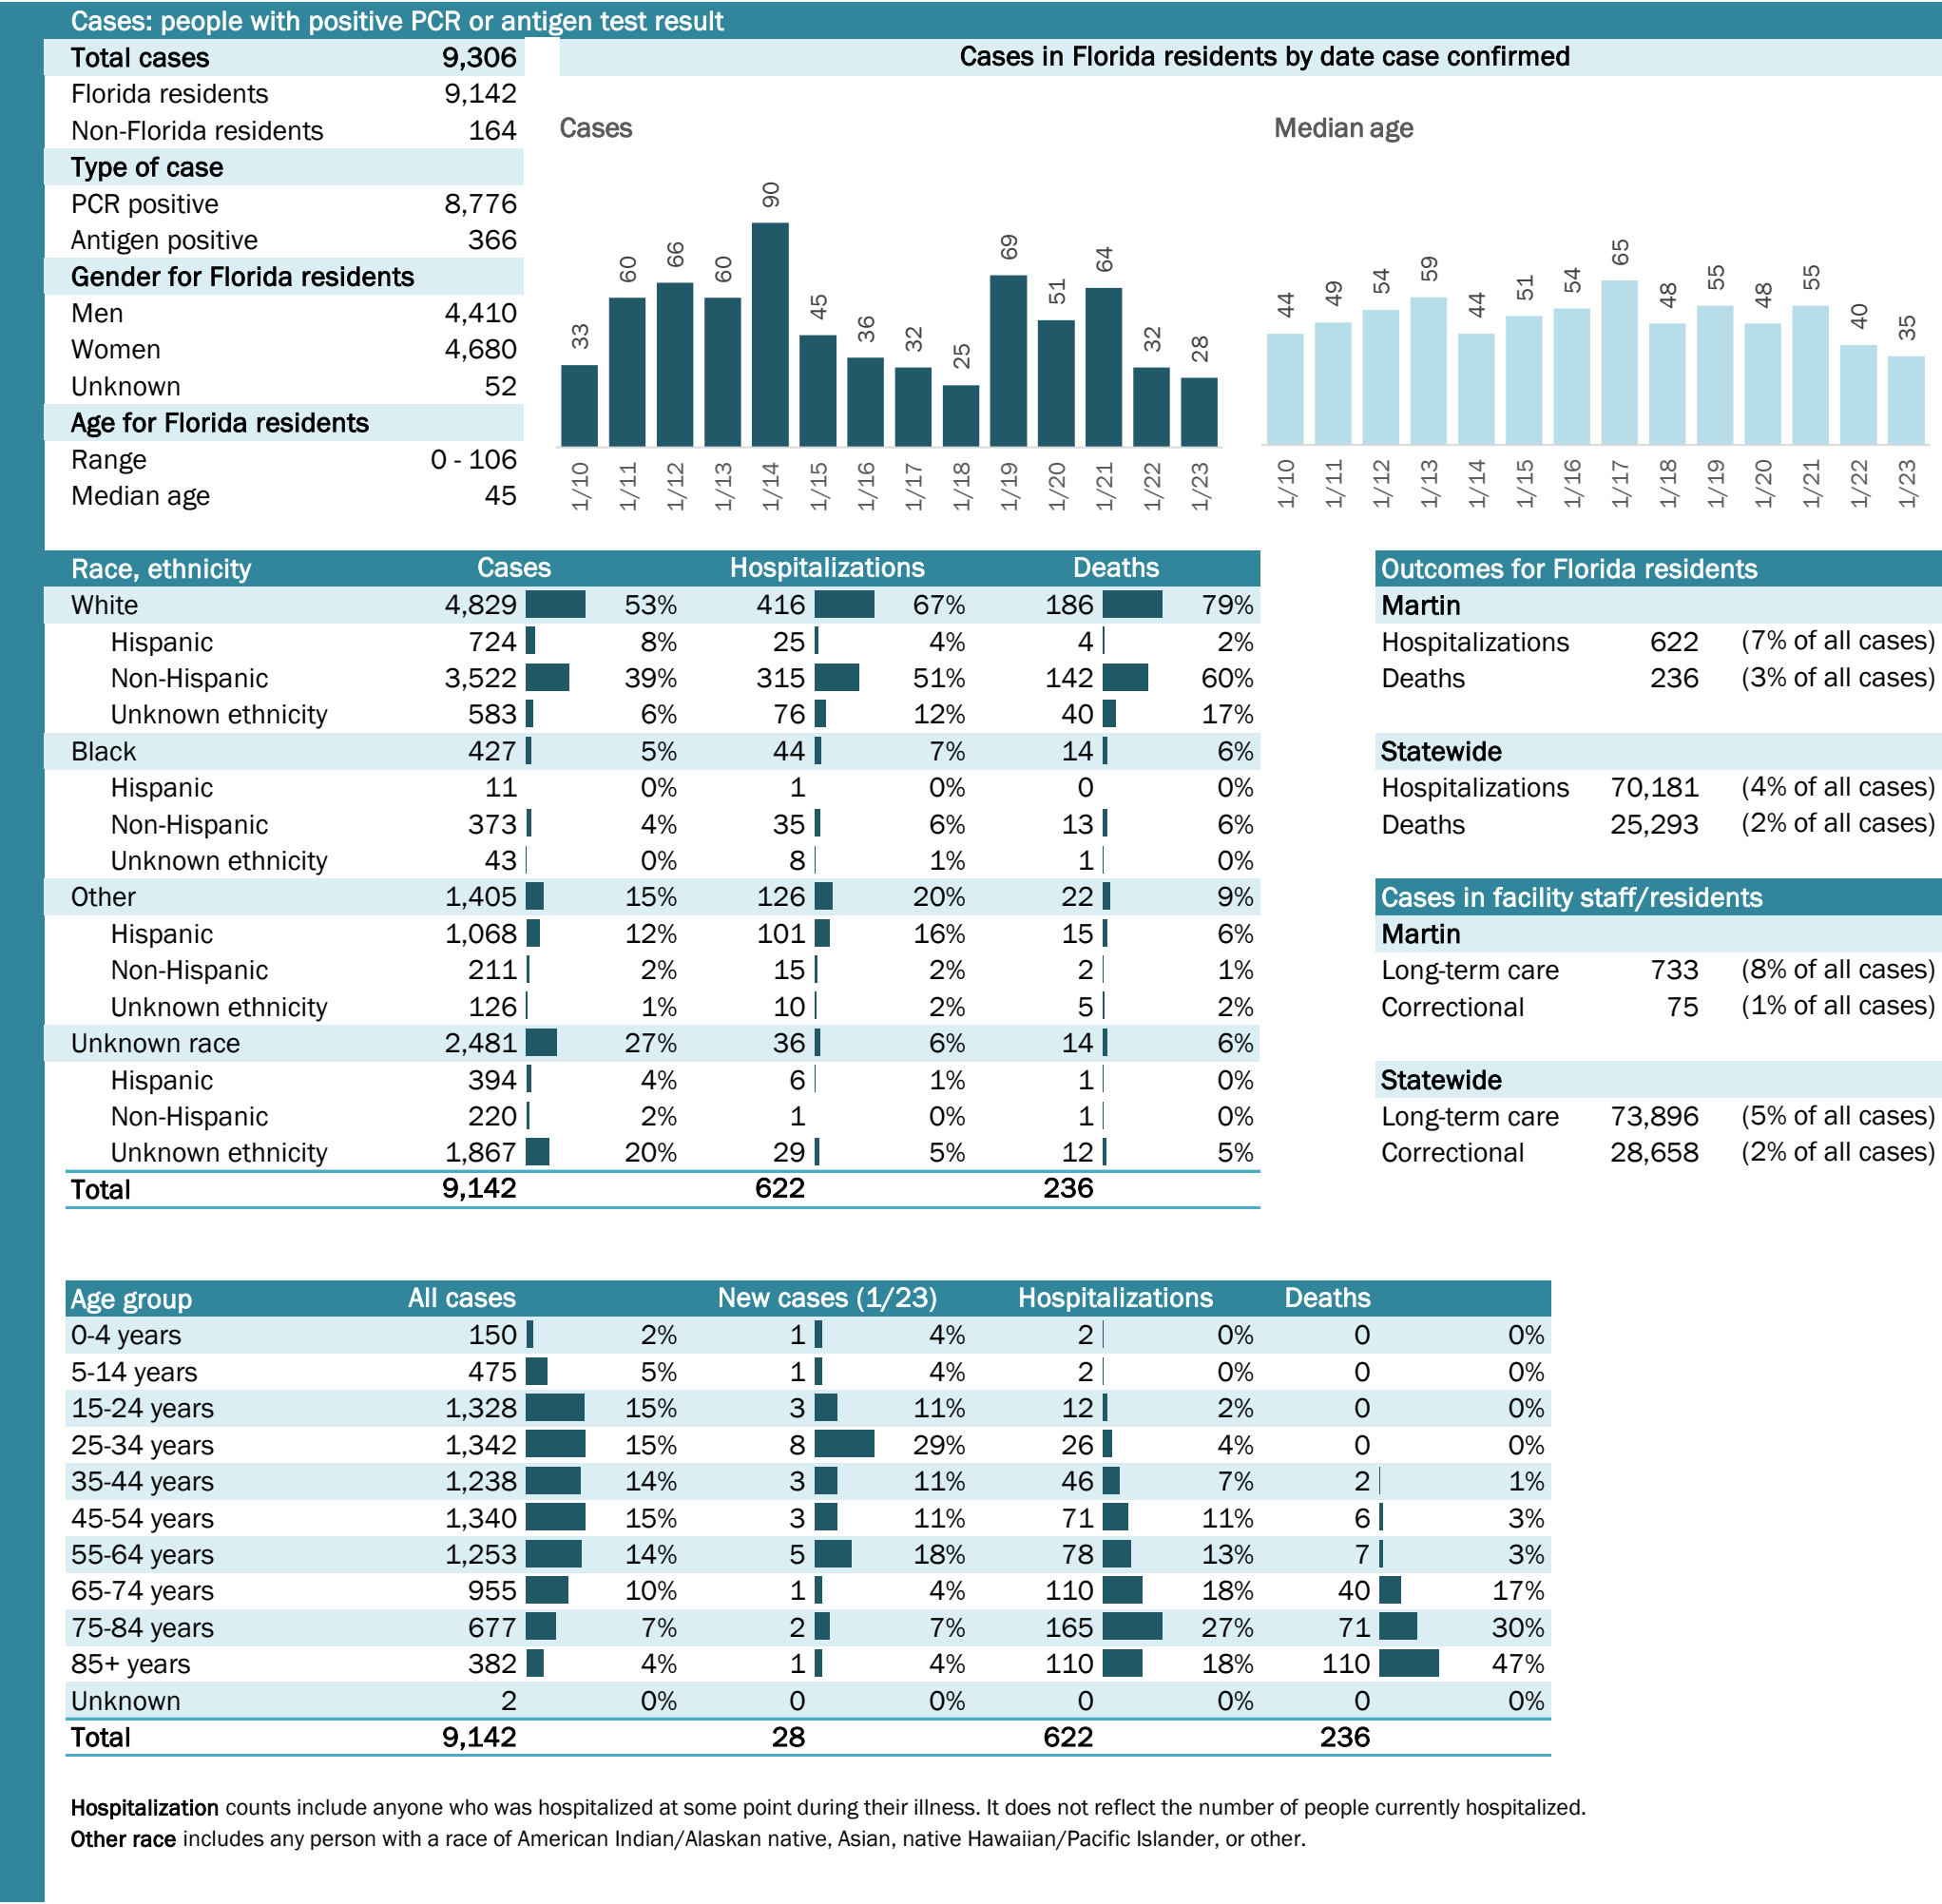 Cases: people with positive PCR or antigen test result
Total cases 9,306
Florida residents 9,142
Non-Florida residents 164
Type of case
PCR positive 8,776
Antigen positive 366
Gender for Florida residents
Men 4,410
Women 4,680
Unknown 52
Age for Florida residents
Range 0 - 106
Median age 45
Cases in Florida residents by date case confirmed
Cases
33 60 66 60 90 45 36 32 25 69 51 64 32 28
1/10 1/11 1/12 1/13 1/14 1/15 1/16 1/17 1/18 1/19 1/20 1/21 1/22 1/23
Median age
44 49 54 59 44 51 54 65 48 55 48 55 40 35
1/10 1/11 1/12 1/13 1/14 1/15 1/16 1/17 1/18 1/19 1/20 1/21 1/22 1/23
Race, ethnicity Cases Hospitalizations Deaths
White 4,829 53% 416 67% 186 79%
Hispanic 724 8% 25 4% 4 2%
Non-Hispanic 3,522 39% 315 51% 142 60%
Unknown ethnicity 583 6% 76 12% 40 17%
Black 427 5% 44 7% 14 6%
Hispanic 11 0% 1 0% 0 0%
Non-Hispanic 373 4% 35 6% 13 6%
Unknown ethnicity 43 0% 8 1% 1 0%
Other 1,405 15% 126 20% 22 9%
Hispanic 1,068 12% 101 16% 15 6%
Non-Hispanic 211 2% 15 2% 2 1%
Unknown ethnicity 126 1% 10 2% 5 2%
Unknown race 2,481 27% 36 6% 14 6%
Hispanic 394 4% 6 1% 1 0%
Non-Hispanic 220 2% 1 0% 1 0%
Unknown ethnicity 1,867 20% 29 5% 12 5%
Total 9,142 622 236
Outcomes for Florida residents
Martin
Hospitalizations 622 (7% of all cases)
Deaths 236 (3% of all cases)
Statewide
Hospitalizations 70,181 (4% of all cases)
Deaths 25,293 (2% of all cases)
Cases in facility staff/residents
Martin
Long-term care 733 (8% of all cases)
Correctional 75 (1% of all cases)
Statewide
Long-term care 73,896 (5% of all cases)
Correctional 28,658 (2% of all cases)
Age group All cases New cases (1/23) Hospitalizations Deaths
0-4 years 150 2% 1 4% 2 0% 0 0%
5-14 years 475 5% 1 4% 2 0% 0 0%
15-24 years 1,328 15% 3 11% 12 2% 0 0%
25-34 years 1,342 15% 8 29% 26 4% 0 0%
35-44 years 1,238 14% 3 11% 46 7% 2 1%
45-54 years 1,340 15% 3 11% 71 11% 6 3%
55-64 years 1,253 14% 5 18% 78 13% 7 3%
65-74 years 955 10% 1 4% 110 18% 40 17%
75-84 years 677 7% 2 7% 165 27% 71 30%
85+ years 382 4% 1 4% 110 18% 110 47%
Unknown 2 0% 0 0% 0 0% 0 0%
Total 9,142 28 622 236
Hospitalization counts include anyone who was hospitalized at some point during their illness. It does not reflect the number of people currently hospitalized.
Other race includes any person with a race of American Indian/Alaskan native, Asian, native Hawaiian/Pacific Islander, or other.